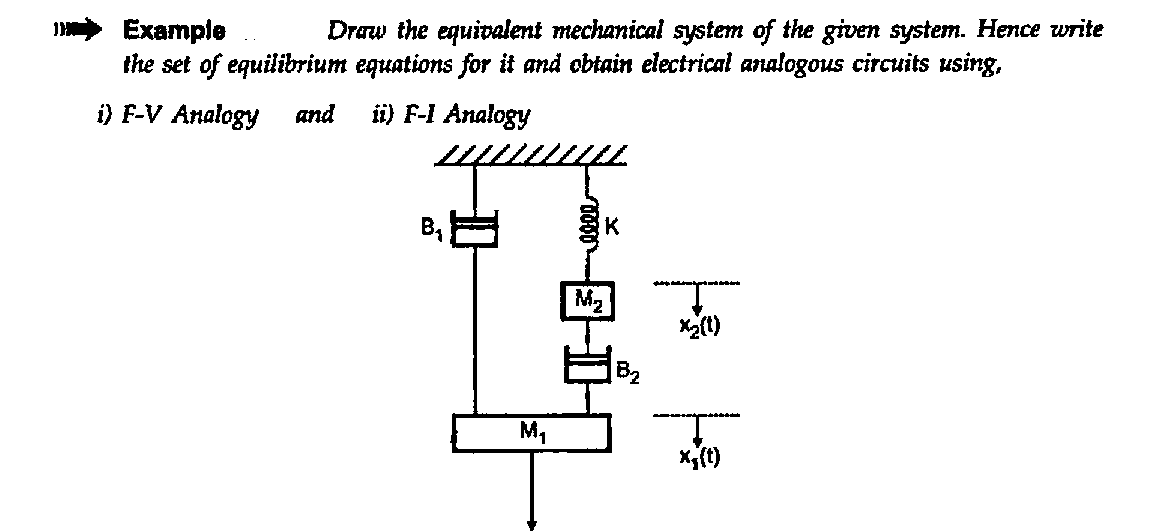 Example Draw the equivalent mechanical system of the given system. Hence write
the set of equilibrium equations for it and obtain electrical analogous circuits using,
i) F-V Analogy and ii) F-I Analogy
B₁
K
M₂
x₂(t)
B₂
M₁
x₁(t)